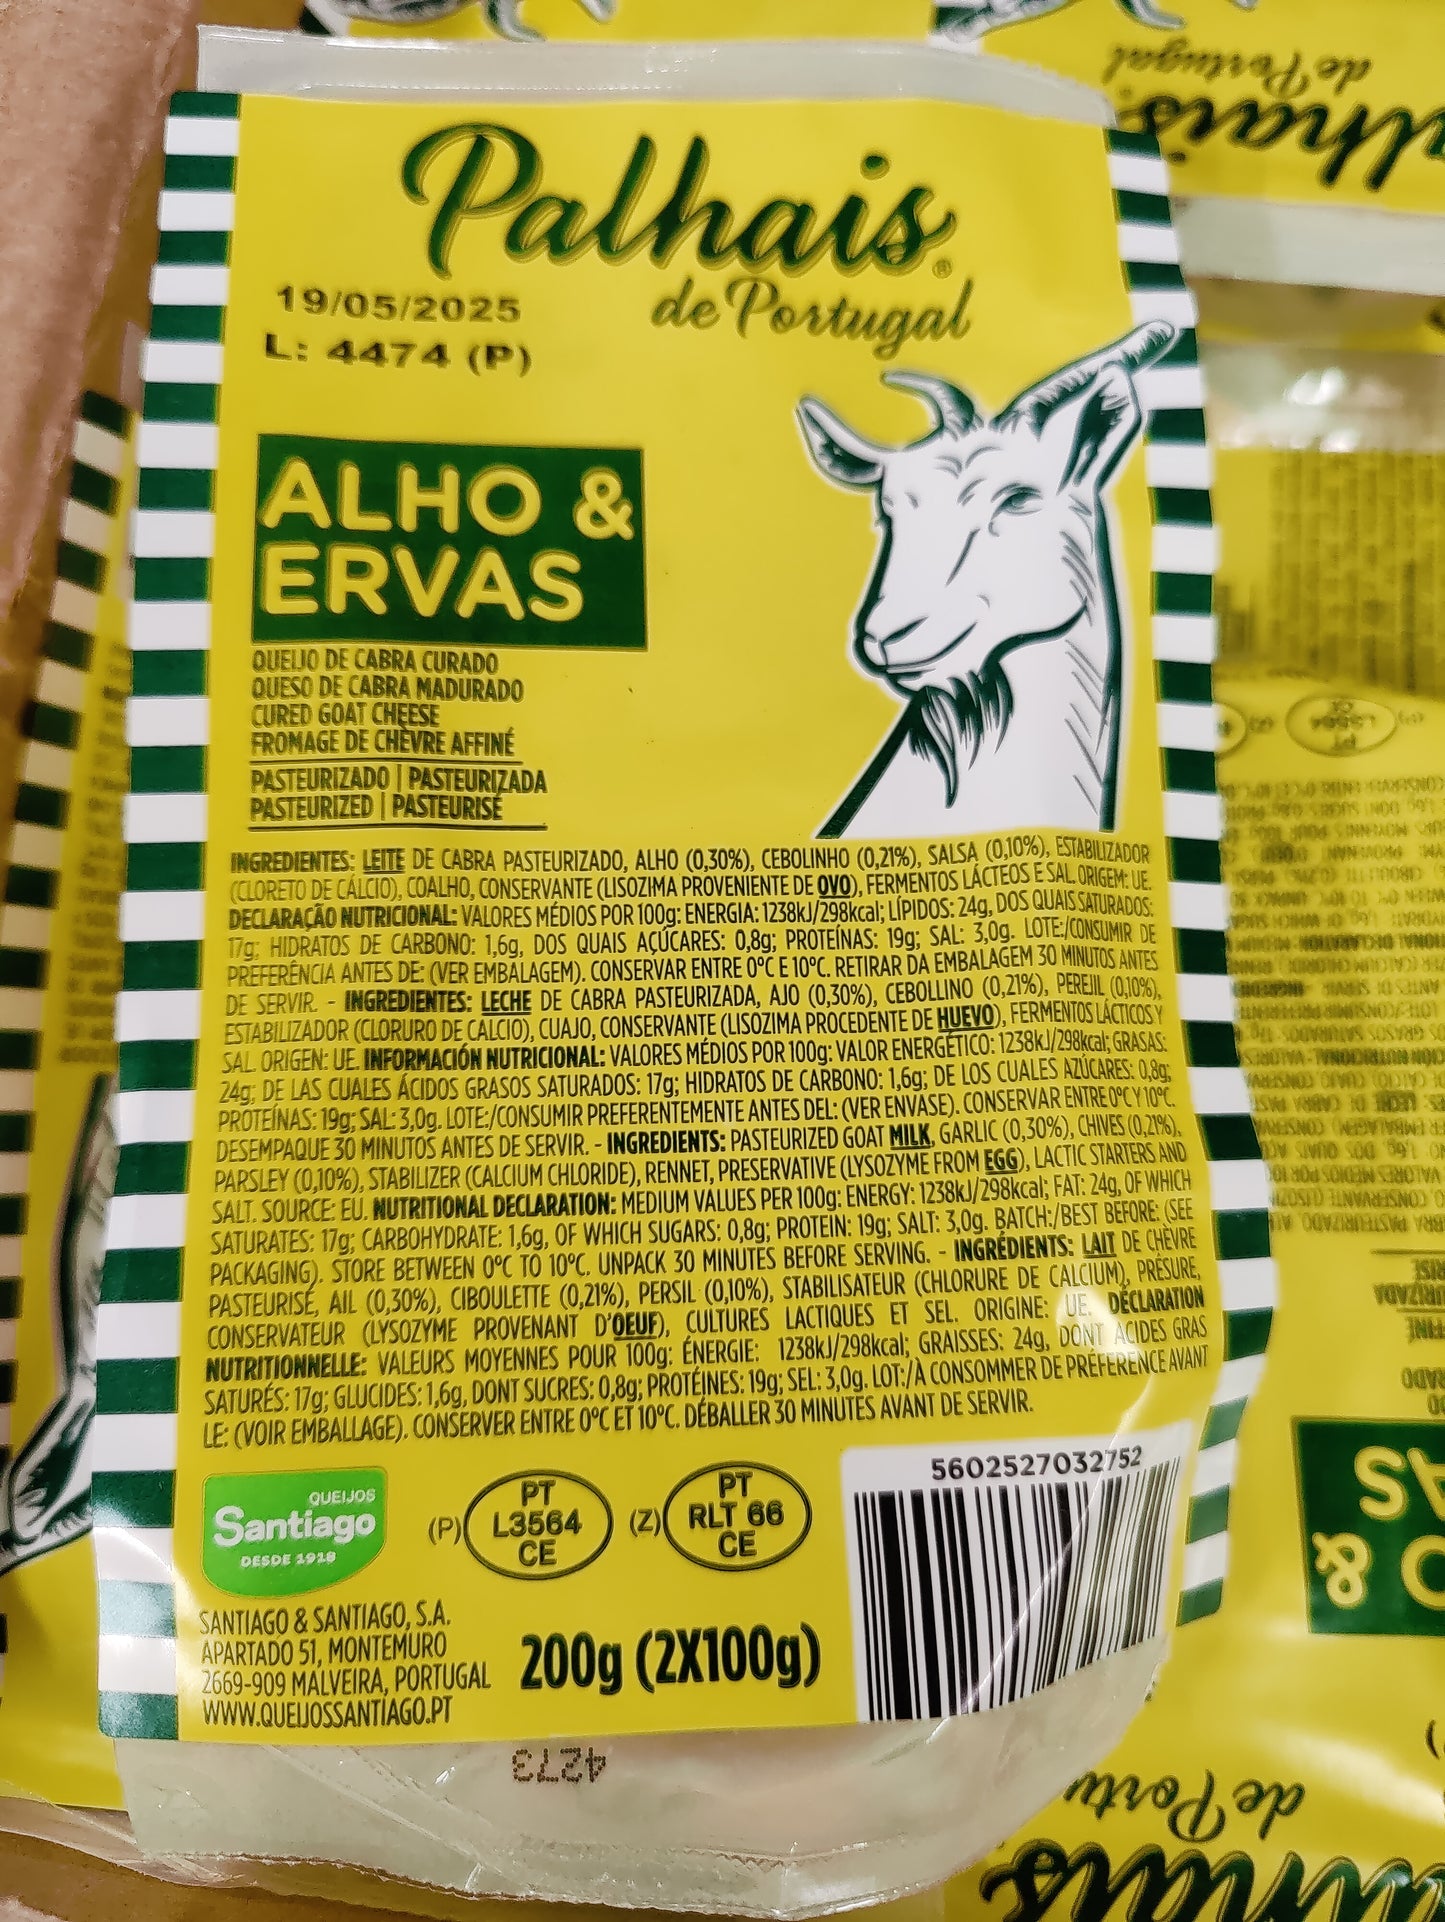 Palhais®
de Portugal
19/05/2025
L: 4474 (P)
ALHO &
ERVAS
QUEIJO DE CABRA CURADO
QUESO DE CABRA MADURADO
CURED GOAT CHEESE
FROMAGE DE CHÈVRE AFFINÉ
PASTEURIZADO | PASTEURIZADA
PASTEURIZED | PASTEURISÉ
INGREDIENTES: LEITE DE CABRA PASTEURIZADO, ALHO (0,30%), CEBOLINHO (0,21%), SALSA (0,10%), ESTABILIZADOR
(CLORETO DE CÁLCIO), COALHO, CONSERVANTE (LISOZIMA PROVENIENTE DE OVO), FERMENTOS LÁCTEOS E SAL. ORIGEM: UE.
DECLARAÇÃO NUTRICIONAL: VALORES MÉDIOS POR 100g: ENERGIA: 1238kJ/298kcal; LÍPIDOS: 24g, DOS QUAIS SATURADOS:
17g; HIDRATOS DE CARBONO: 1,6g, DOS QUAIS AÇÚCARES: 0,8g; PROTEÍNAS: 19g; SAL: 3,0g. LOTE:/CONSUMIR DE
PREFERÊNCIA ANTES DE: (VER EMBALAGEM). CONSERVAR ENTRE 0ºC E 10ºC. RETIRAR DA EMBALAGEM 30 MINUTOS ANTES
DE SERVIR. - INGREDIENTES: LECHE DE CABRA PASTEURIZADA, AJO (0,30%), CEBOLLINO (0,21%), PEREJIL (0,10%),
ESTABILIZADOR (CLORURO DE CALCIO), CUAJO, CONSERVANTE (LISOZIMA PROCEDENTE DE HUEVO), FERMENTOS LÁCTICOS Y
SAL. ORIGEN: UE. INFORMACIÓN NUTRICIONAL: VALORES MÉDIOS POR 100g: VALOR ENERGÉTICO: 1238kJ/298kcal; GRASAS:
24g; DE LAS CUALES ÁCIDOS GRASOS SATURADOS: 17g; HIDRATOS DE CARBONO: 1,6g; DE LOS CUALES AZÚCARES: 0,8g;
PROTEÍNAS: 19g; SAL: 3,0g. LOTE:/CONSUMIR PREFERENTEMENTE ANTES DEL: (VER ENVASE). CONSERVAR ENTRE 0ºC Y 10ºC.
DESEMPAQUE 30 MINUTOS ANTES DE SERVIR. - INGREDIENTS: PASTEURIZED GOAT MILK, GARLIC (0,30%), CHIVES (0,21%),
PARSLEY (0,10%), STABILIZER (CALCIUM CHLORIDE), RENNET, PRESERVATIVE (LYSOZYME FROM EGG), LACTIC STARTERS AND
SALT. SOURCE: EU. NUTRITIONAL DECLARATION: MEDIUM VALUES PER 100g: ENERGY: 1238kJ/298kcal; FAT: 24g, OF WHICH
SATURATES: 17g; CARBOHYDRATE: 1,6g, OF WHICH SUGARS: 0,8g; PROTEIN: 19g; SALT: 3,0g. BATCH:/BEST BEFORE: (SEE
PACKAGING). STORE BETWEEN 0ºC TO 10ºC. UNPACK 30 MINUTES BEFORE SERVING. - INGRÉDIENTS: LAIT DE CHÈVRE
PASTEURISÉ, AIL (0,30%), CIBOULETTE (0,21%), PERSIL (0,10%), STABILISATEUR (CHLORURE DE CALCIUM), PRÉSURE,
CONSERVATEUR (LYSOZYME PROVENANT D'OEUF), CULTURES LACTIQUES ET SEL. ORIGINE: UE. DÉCLARATION
NUTRITIONNELLE: VALEURS MOYENNES POUR 100g: ÉNERGIE: 1238kJ/298kcal; GRAISSES: 24g, DONT ACIDES GRAS
SATURÉS: 17g; GLUCIDES: 1,6g, DONT SUCRES: 0,8g; PROTÉINES: 19g; SEL: 3,0g. LOT:/À CONSOMMER DE PRÉFÉRENCE AVANT
LE: (VOIR EMBALLAGE). CONSERVER ENTRE 0ºC ET 10ºC. DÉBALLER 30 MINUTES AVANT DE SERVIR.
QUEIJOS
Santiago
DESDE 1918
(P) PT L3564 CE
(Z) PT RLT 66 CE
5602527032752
SANTIAGO & SANTIAGO, S.A.
APARTADO 51, MONTEMURO
2669-909 MALVEIRA, PORTUGAL
WWW.QUEIJOSSANTIAGO.PT
200g (2X100g)
4273
de Portugal